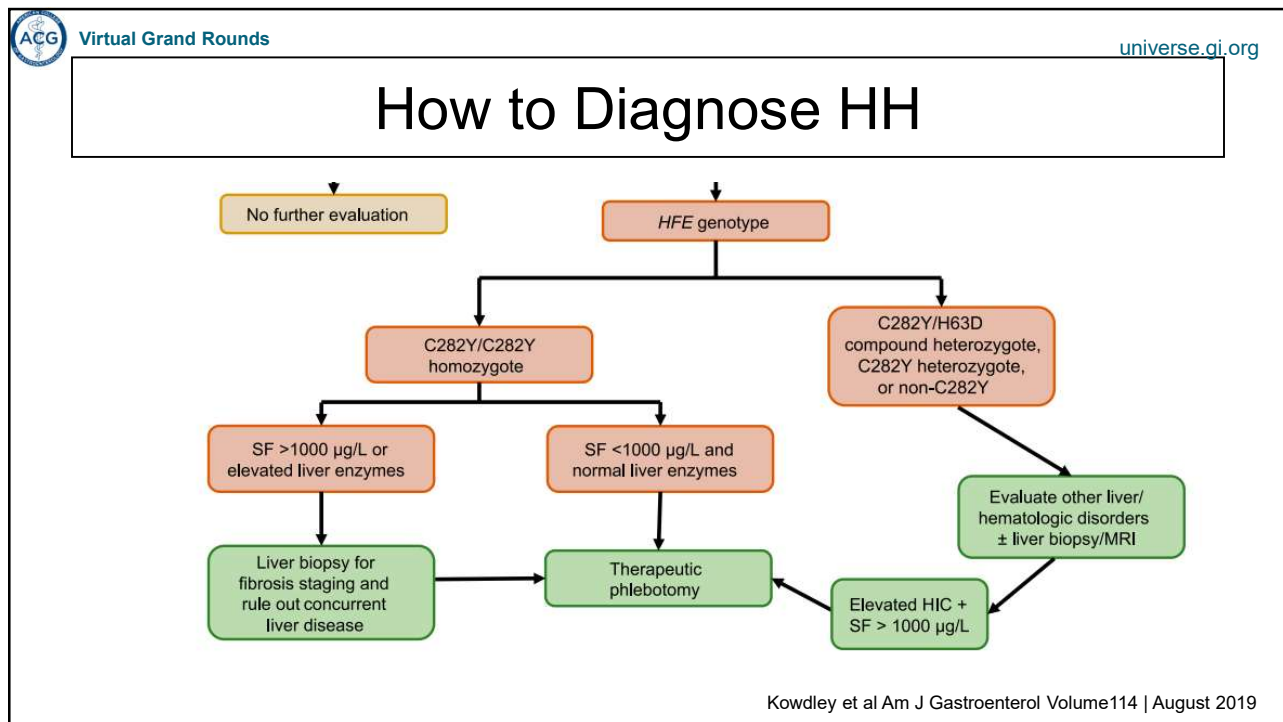 ACG
AMERICAN COLLEGE
OF GASTROENTEROLOGY
Virtual Grand Rounds
universe.gi.org
How to Diagnose HH
No further evaluation
HFE genotype
C282Y/C282Y
homozygote
C282Y/H63D
compound heterozygote,
C282Y heterozygote,
or non-C282Y
SF >1000 µg/L or
elevated liver enzymes
SF <1000 µg/L and
normal liver enzymes
Evaluate other liver/
hematologic disorders
± liver biopsy/MRI
Liver biopsy for
fibrosis staging and
rule out concurrent
liver disease
Therapeutic
phlebotomy
Elevated HIC +
SF > 1000 µg/L
Kowdley et al Am J Gastroenterol Volume114 | August 2019